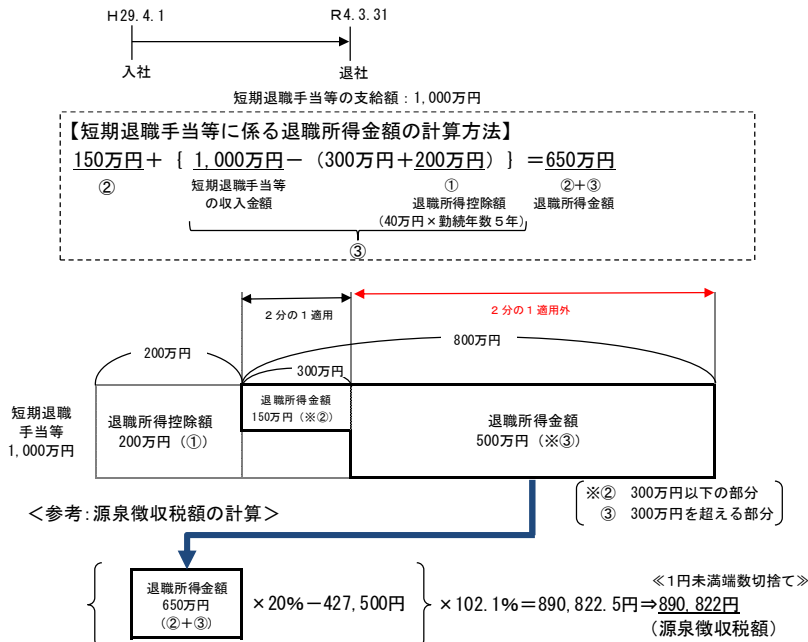 H29.4.1 R4.3.31
入社 退社
短期退職手当等の支給額：1,000万円
【短期退職手当等に係る退職所得金額の計算方法】
150万円＋｛1,000万円－（300万円＋200万円）｝＝650万円
② 短期退職手当等 ① ②＋③
の収入金額 退職所得控除額 退職所得金額
（40万円×勤続年数５年）
③
２分の１適用 ２分の１適用外
200万円 800万円
300万円
短期退職
手当等
1,000万円
退職所得控除額
200万円（①）
退職所得金額
150万円（※②）
退職所得金額
500万円（※③）
※② 300万円以下の部分
③ 300万円を超える部分
＜参考：源泉徴収税額の計算＞
退職所得金額
650万円
（②＋③）
×20％－427,500円
×102.1％＝890,822.5円⇒890,822円
≪１円未満端数切捨て≫
（源泉徴収税額）